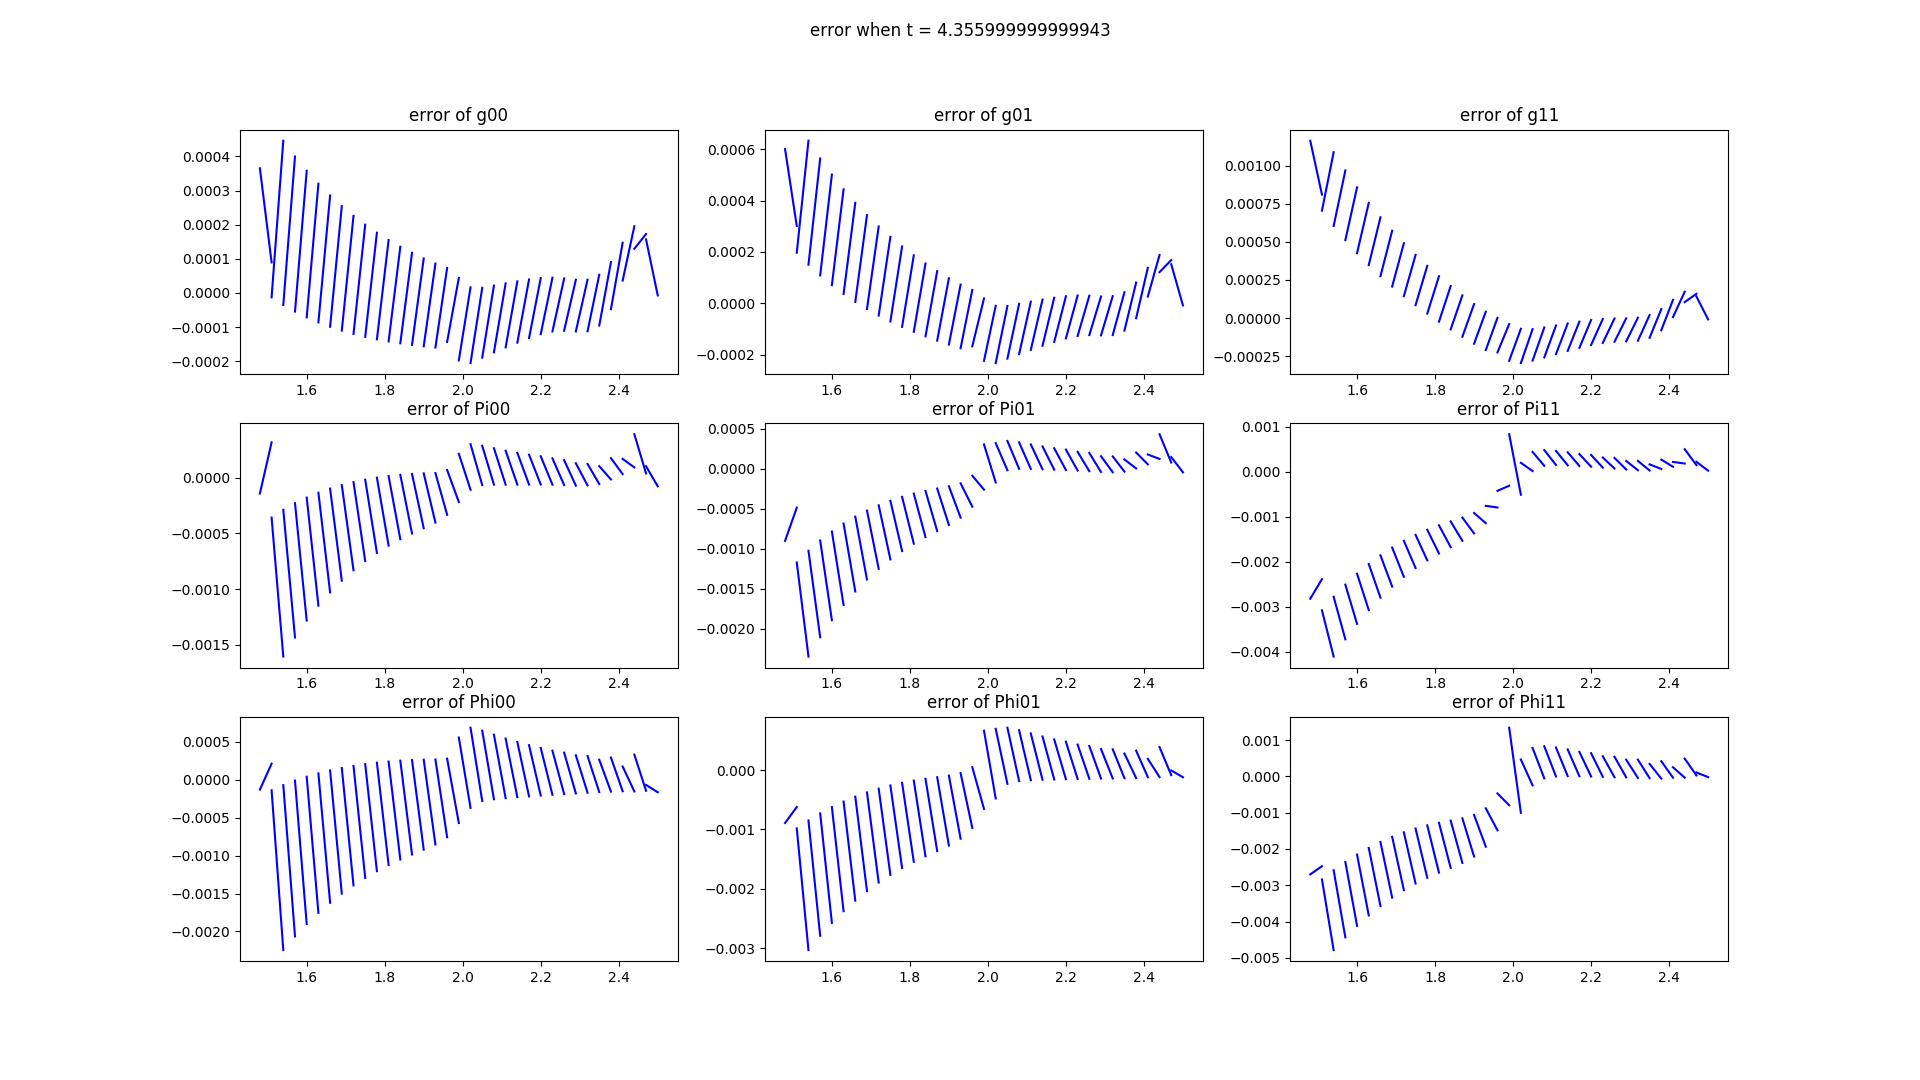 error when t = 4.355999999999943
error of g00
error of g01
error of g11
0.0004
0.0003
0.0002
0.0001
0.0000
−0.0001
−0.0002
1.6 1.8 2.0 2.2 2.4
0.0006
0.0004
0.0002
0.0000
−0.0002
1.6 1.8 2.0 2.2 2.4
0.00100
0.00075
0.00050
0.00025
0.00000
−0.00025
1.6 1.8 2.0 2.2 2.4
error of Pi00
error of Pi01
error of Pi11
0.0000
−0.0005
−0.0010
−0.0015
1.6 1.8 2.0 2.2 2.4
0.0005
0.0000
−0.0005
−0.0010
−0.0015
−0.0020
1.6 1.8 2.0 2.2 2.4
0.001
0.000
−0.001
−0.002
−0.003
−0.004
1.6 1.8 2.0 2.2 2.4
error of Phi00
error of Phi01
error of Phi11
0.0005
0.0000
−0.0005
−0.0010
−0.0015
−0.0020
1.6 1.8 2.0 2.2 2.4
0.000
−0.001
−0.002
−0.003
1.6 1.8 2.0 2.2 2.4
0.001
0.000
−0.001
−0.002
−0.003
−0.004
−0.005
1.6 1.8 2.0 2.2 2.4